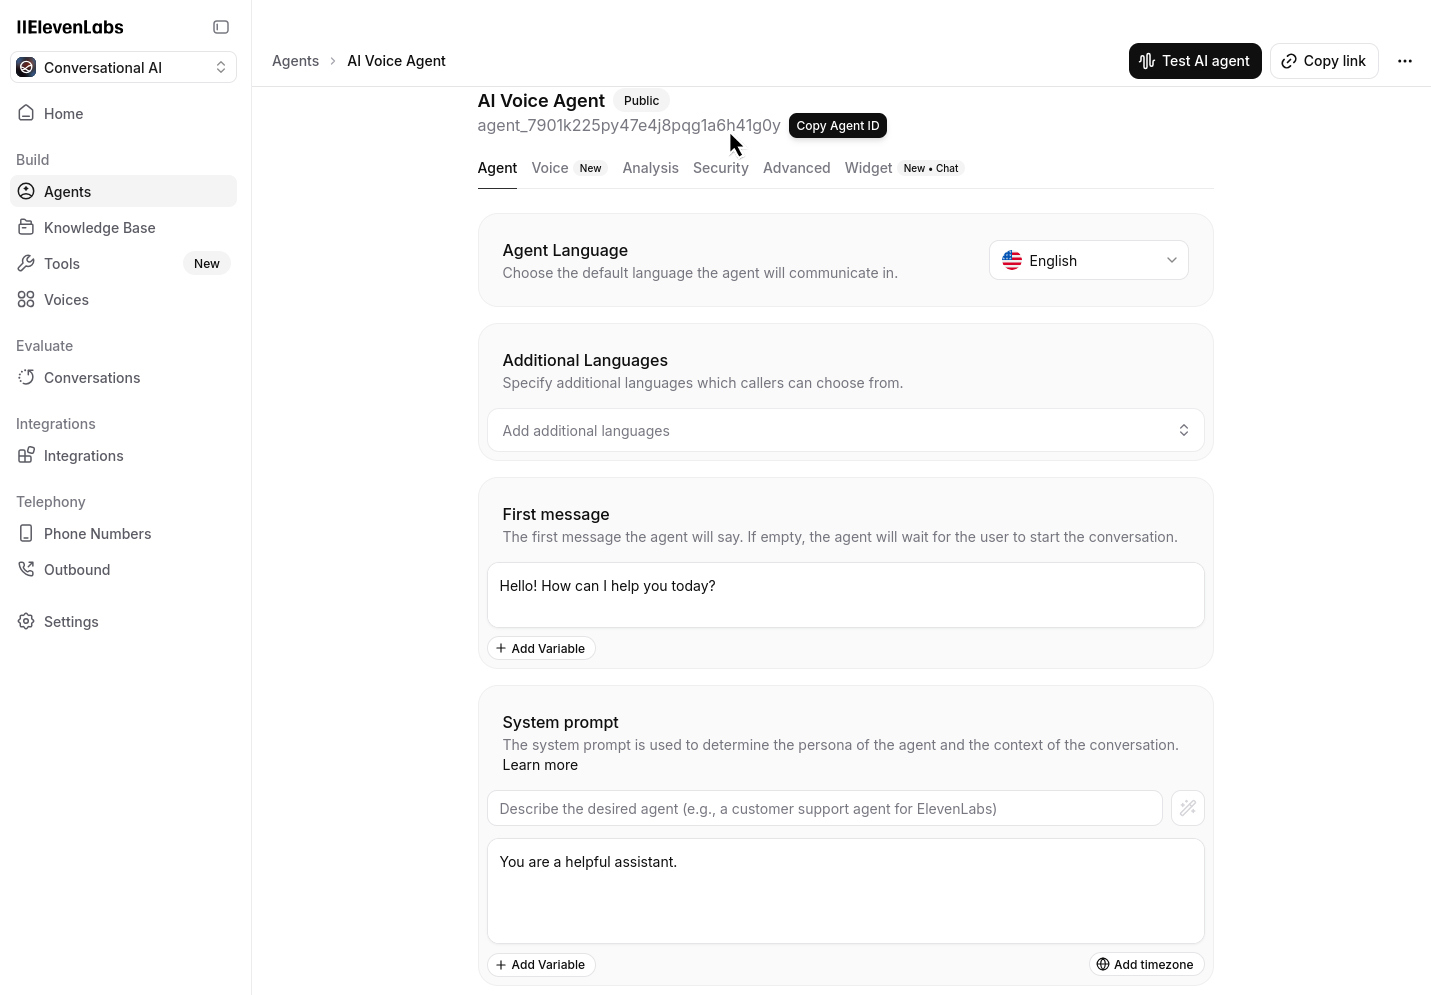 IIElevenLabs
Conversational AI
Home
Build
Agents
Knowledge Base
Tools New
Voices
Evaluate
Conversations
Integrations
Integrations
Telephony
Phone Numbers
Outbound
Settings
Agents > AI Voice Agent
Test AI agent
Copy link
AI Voice Agent Public
agent_7901k225py47e4j8pqg1a6h41g0y Copy Agent ID
Agent Voice New Analysis Security Advanced Widget New • Chat
Agent Language
Choose the default language the agent will communicate in.
English
Additional Languages
Specify additional languages which callers can choose from.
Add additional languages
First message
The first message the agent will say. If empty, the agent will wait for the user to start the conversation.
Hello! How can I help you today?
+ Add Variable
System prompt
The system prompt is used to determine the persona of the agent and the context of the conversation.
Learn more
Describe the desired agent (e.g., a customer support agent for ElevenLabs)
You are a helpful assistant.
+ Add Variable
Add timezone